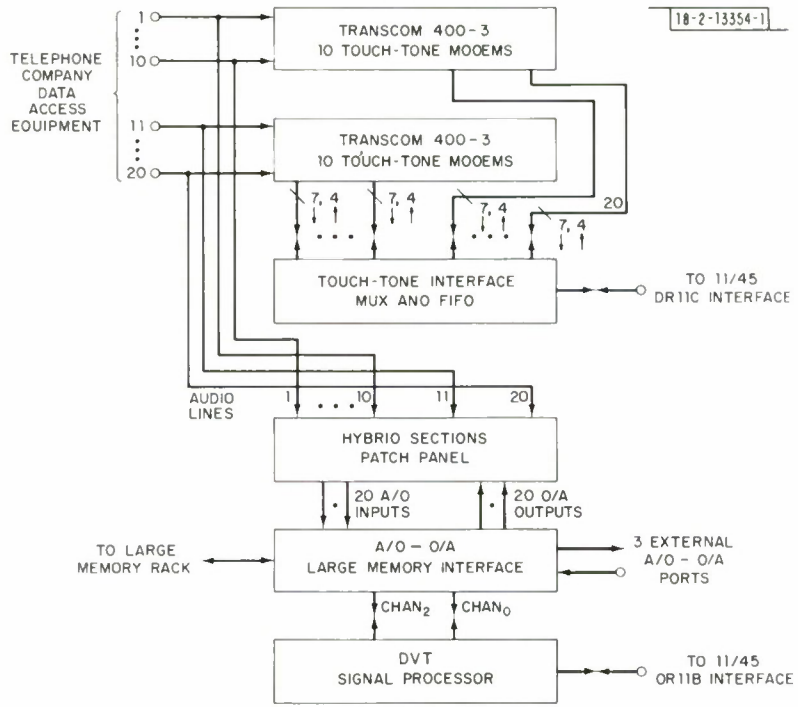 18-2-13354-1
TRANSCOM 400-3
10 TOUCH-TONE MOOEMS
TELEPHONE
COMPANY
DATA
ACCESS
EQUIPMENT
1
10
11
20
TRANSCOM 400-3
10 TOUCH-TONE MOOEMS
7, 4
7, 4
7, 4
20
7, 4
TOUCH-TONE INTERFACE
MUX AND FIFO
TO 11/45
DR11C INTERFACE
AUDIO
LINES
1
10
11
20
HYBRIO SECTIONS
PATCH PANEL
20 A/O
INPUTS
20 O/A
OUTPUTS
TO LARGE
MEMORY RACK
A/O - O/A
LARGE MEMORY INTERFACE
3 EXTERNAL
A/O - O/A
PORTS
CHAN2
CHAN0
DVT
SIGNAL PROCESSOR
TO 11/45
OR11B INTERFACE